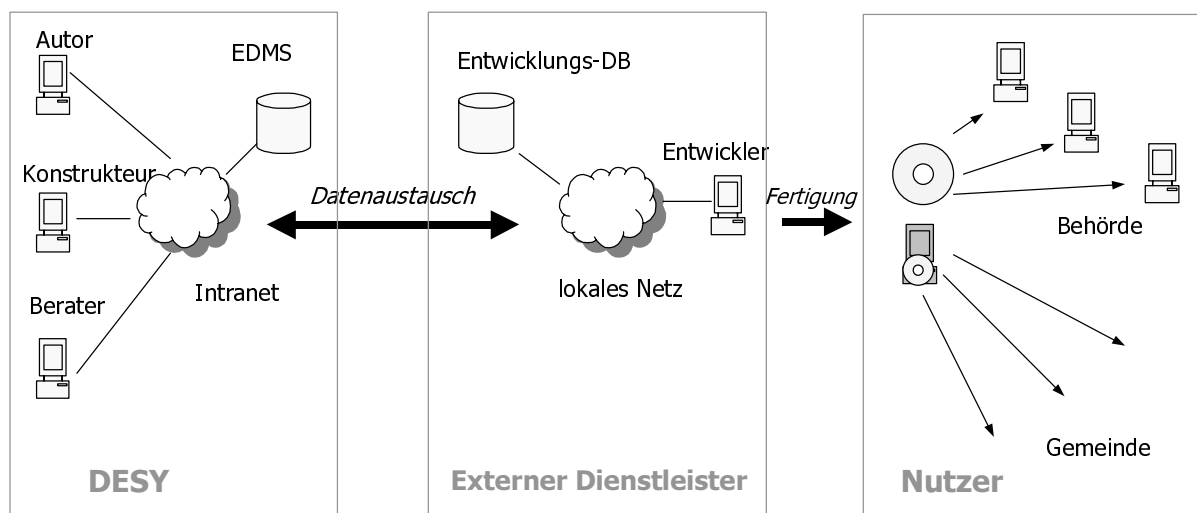 Autor
EDMS
Konstrukteur
Intranet
Berater
DESY
Datenaustausch
Entwicklungs-DB
Entwickler
lokales Netz
Externer Dienstleister
Fertigung
Behörde
Gemeinde
Nutzer